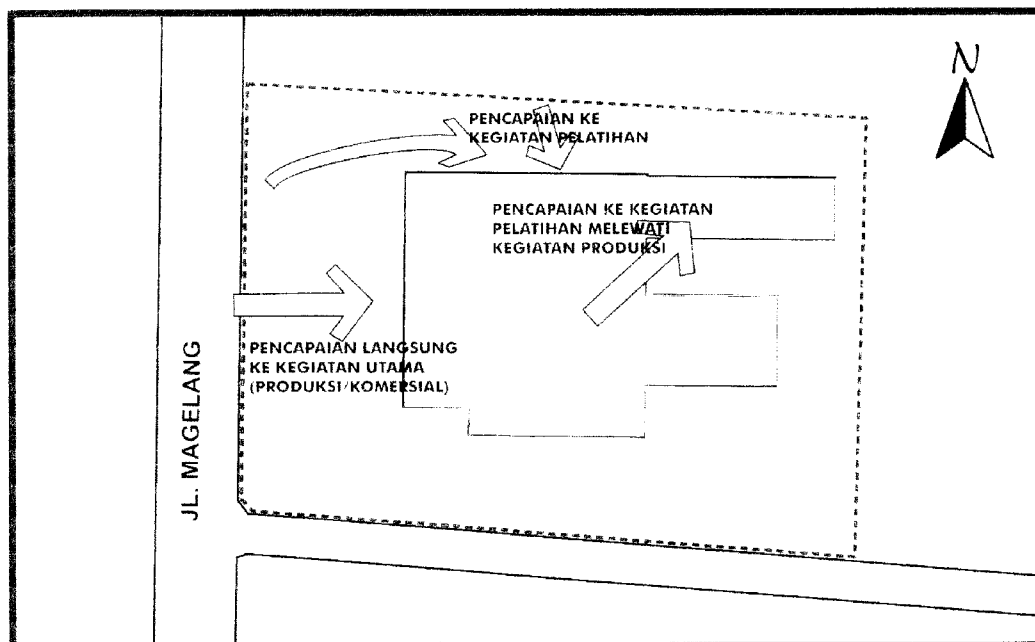 N
PENCAPAIAN KE
KEGIATAN PELATIHAN
PENCAPAIAN KE KEGIATAN
PELATIHAN MELEWATI
KEGIATAN PRODUKSI
PENCAPAIAN LANGSUNG
KE KEGIATAN UTAMA
(PRODUKSI/KOMERSIAL)
JL. MAGELANG